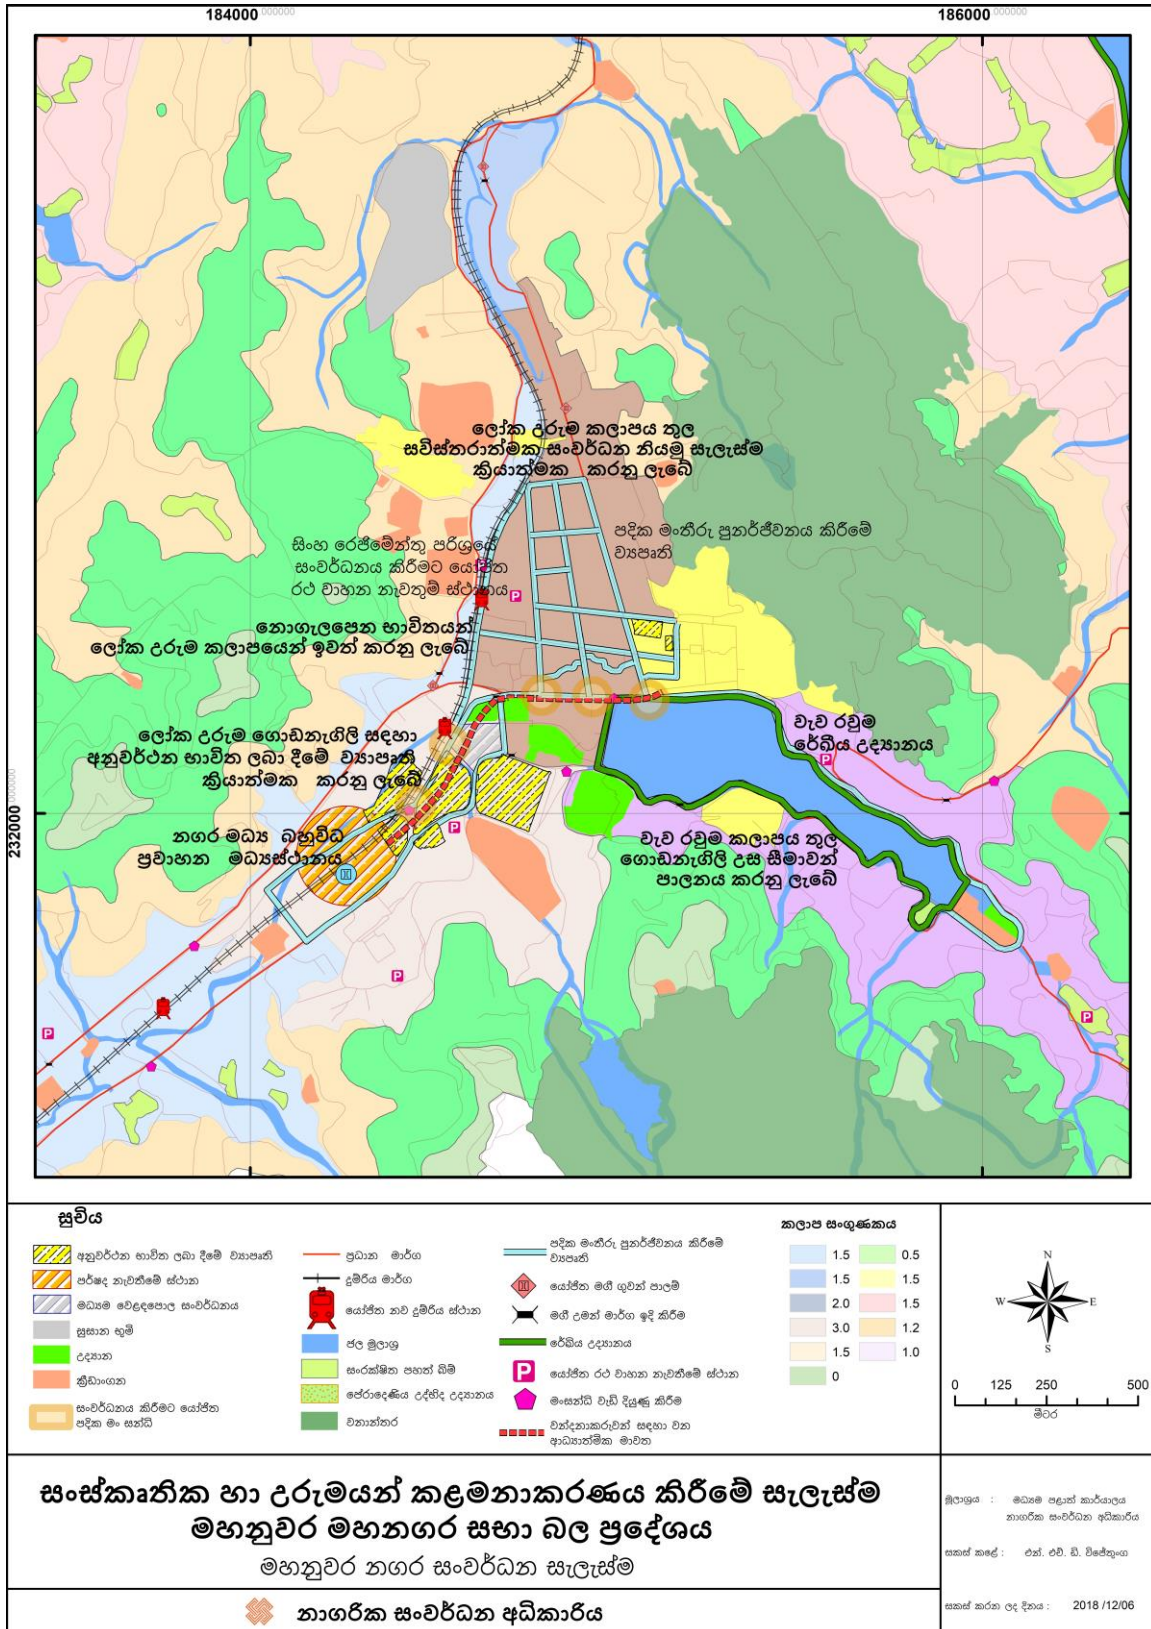 184000.000000
186000.000000
232000.000000
ලෝක උරුම කලාපය තුල
සවිස්තරාත්මක සංවර්ධන නියමු සැලැස්ම
ක්‍රියාත්මක කරනු ලැබේ
පදික මංතීරු පුනර්ජීවනය කිරීමේ
ව්‍යපෘති
සිංහ රෙජිමේන්තු පරිශ්‍රයේ
සංවර්ධනය කිරීමට යෝජිත
රථ වාහන නැවතුම් ස්ථානය
නොගැලපෙන භාවිතයන්
ලෝක උරුම කලාපයෙන් ඉවත් කරනු ලැබේ
ලෝක උරුම ගොඩනැගිලි සඳහා
අනුවර්තන භාවිත ලබා දීමේ ව්‍යාපෘති
ක්‍රියාත්මක කරනු ලැබේ
වැව රවුම
රේඛීය උද්‍යානය
නගර මධ්‍ය බහුවිධ
ප්‍රවාහන මධ්‍යස්ථානය
වැව රවුම කලාපය තුල
ගොඩනැගිලි උස සීමාවන්
පාලනය කරනු ලැබේ
P
P
P
P
P
P
සුචිය
අනුවර්තන භාවිත ලබා දීමේ ව්‍යාපෘති
පර්ෂද නැවතීමේ ස්ථාන
මධ්‍යම වෙළඳපොල සංවර්ධනය
සුසාන භූමි
උද්‍යාන
ක්‍රීඩාංගන
සංවර්ධනය කිරීමට යෝජිත
පදික මං සන්ධි
ප්‍රධාන මාර්ග
දුම්රිය මාර්ග
යෝජිත නව දුම්රිය ස්ථාන
ජල මූලාශ්‍ර
සංරක්ෂිත පහත් බිම්
පේරාදෙණිය උද්භිද උද්‍යානය
වනාන්තර
පදික මංතීරු පුනර්ජීවනය කිරීමේ
ව්‍යපෘති
යෝජිත මගී ගුවන් පාලම්
මගී උමන් මාර්ග ඉදි කිරීම
රේඛීය උද්‍යානය
P යෝජිත රථ වාහන නැවතීමේ ස්ථාන
මංසන්ධි වැඩි දියුණු කිරීම
වන්දනාකරුවන් සඳහා වන
ආධ්‍යාත්මික මාවත
කලාප සංගුණකය
1.5 0.5
1.5 1.5
2.0 1.5
3.0 1.2
1.5 1.0
0
N
W E
S
0 125 250 500
මීටර
සංස්කෘතික හා උරුමයන් කළමනාකරණය කිරීමේ සැලැස්ම
මහනුවර මහනගර සභා බල ප්‍රදේශය
මහනුවර නගර සංවර්ධන සැලැස්ම
නාගරික සංවර්ධන අධිකාරිය
මූලාශ්‍රය : මධ්‍යම පළාත් කාර්යාලය
නාගරික සංවර්ධන අධිකාරිය
සකස් කළේ : එන්. එච්. ඩී. විජේතුංග
සකස් කරන ලද දිනය : 2018 /12/06